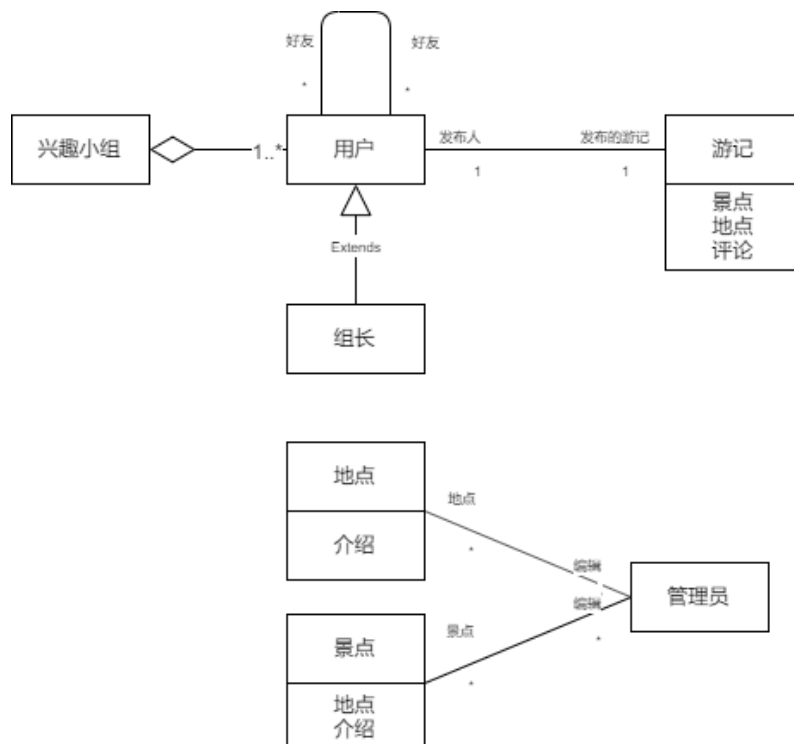 好友
好友
*
*
兴趣小组
1..*
用户
发布人
发布的游记
1
1
游记
景点
地点
评论
Extends
组长
地点
介绍
地点
*
编辑
编辑
*
管理员
景点
*
景点
地点
介绍